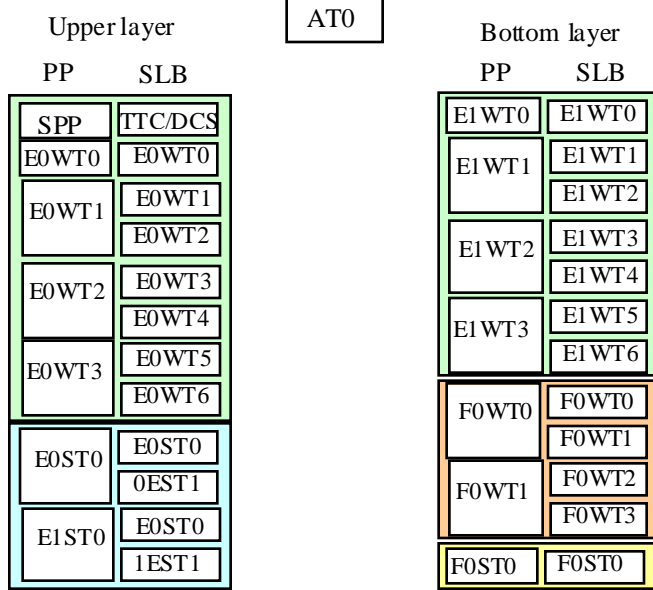 AT0
Upper layer
PP SLB
SPP TTC/DCS
E0WT0 E0WT0
E0WT1 E0WT1
E0WT2
E0WT2 E0WT3
E0WT4
E0WT3 E0WT5
E0WT6
E0ST0 E0ST0
0EST1
E1ST0 E0ST0
1EST1
Bottom layer
PP SLB
E1WT0 E1WT0
E1WT1 E1WT1
E1WT2
E1WT2 E1WT3
E1WT4
E1WT3 E1WT5
E1WT6
F0WT0 F0WT0
F0WT1
F0WT1 F0WT2
F0WT3
F0ST0 F0ST0